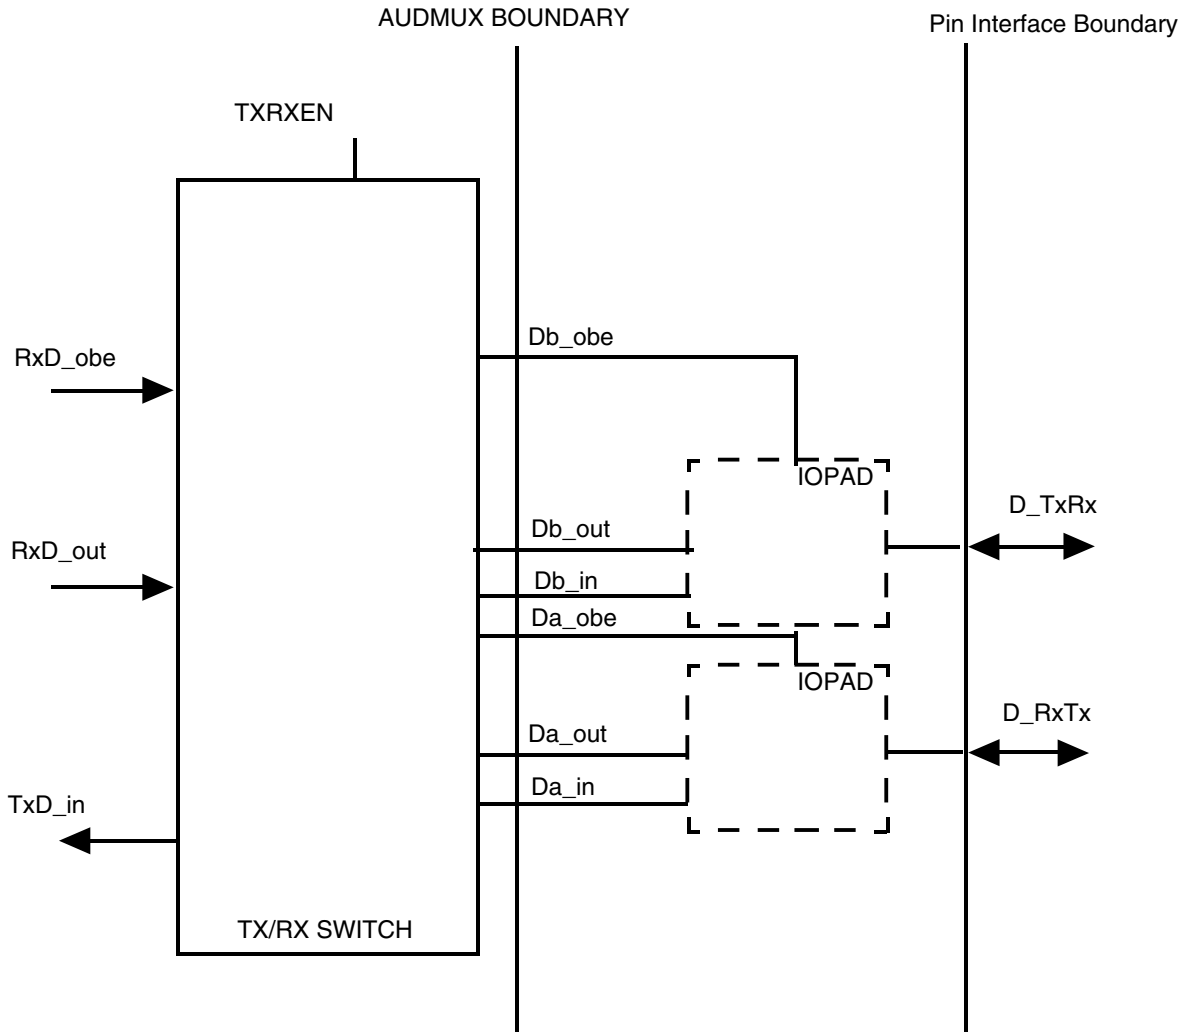 AUDMUX BOUNDARY
Pin Interface Boundary
TXRXEN
Db_obe
RxD_obe
IOPAD
D_TxRx
Db_out
RxD_out
Db_in
Da_obe
IOPAD
D_RxTx
Da_out
Da_in
TxD_in
TX/RX SWITCH